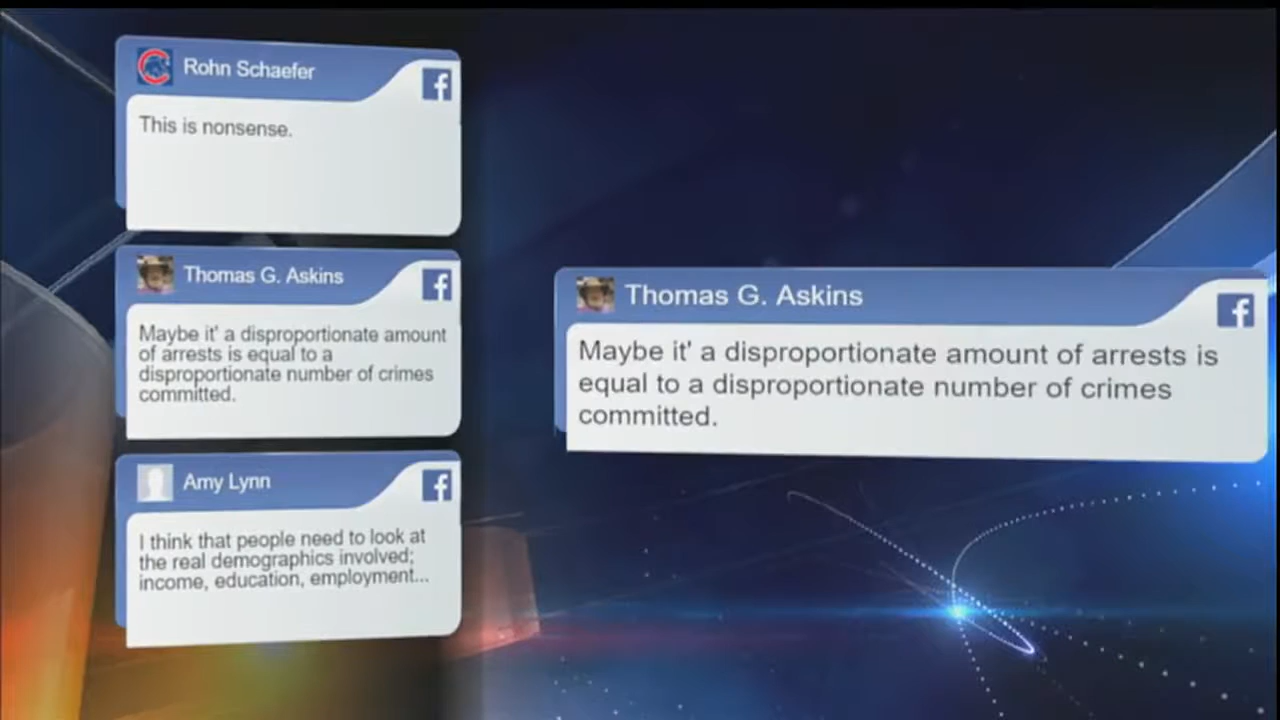 Rohn Schaefer
This is nonsense.
Thomas G. Askins
Maybe it' a disproportionate amount
of arrests is equal to a
disproportionate number of crimes
committed.
Amy Lynn
I think that people need to look at
the real demographics involved;
income, education, employment...
Thomas G. Askins
Maybe it' a disproportionate amount of arrests is
equal to a disproportionate number of crimes
committed.